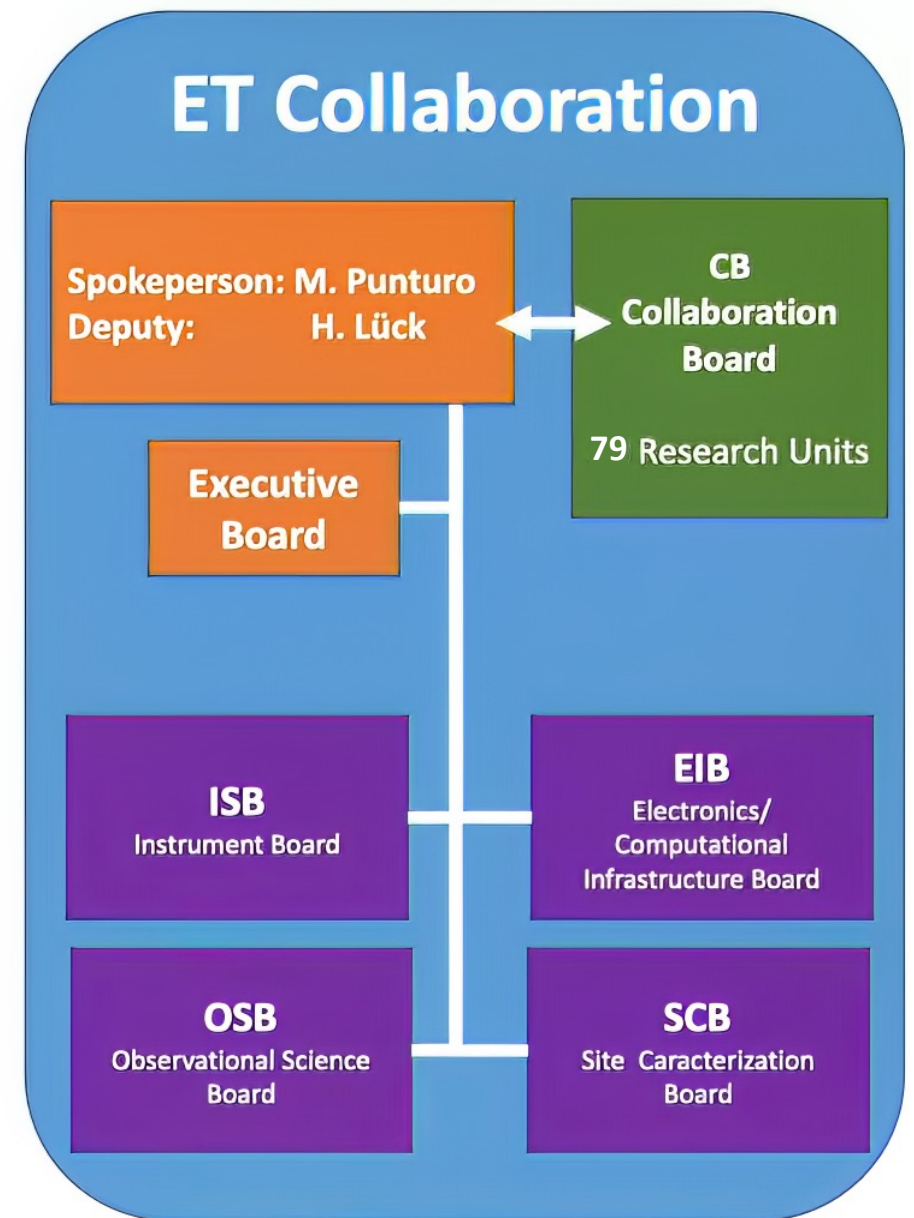 ET Collaboration
Spokeperson: M. Punturo
Deputy: H. Lück
CB
Collaboration
Board
79 Research Units
Executive
Board
ISB
Instrument Board
EIB
Electronics/
Computational
Infrastructure Board
OSB
Observational Science
Board
SCB
Site Caracterization
Board